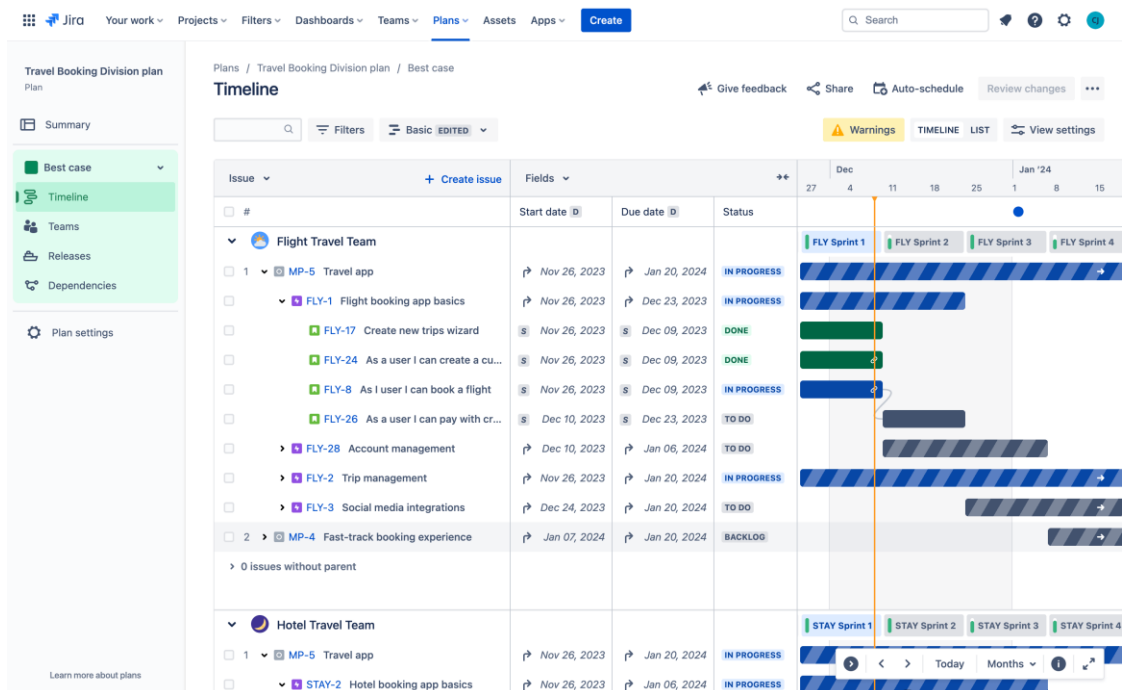 Jira Your work Projects Filters Dashboards Teams Plans Assets Apps Create Search CJ
Travel Booking Division plan
Plan
Summary
Best case
Timeline
Teams
Releases
Dependencies
Plan settings
Learn more about plans
Plans / Travel Booking Division plan / Best case
Timeline
Give feedback Share Auto-schedule Review changes
Filters Basic EDITED Warnings TIMELINE LIST View settings
Issue + Create issue Fields Dec Jan '24
27 4 11 18 25 1 8 15
# Start date D Due date D Status
Flight Travel Team FLY Sprint 1 FLY Sprint 2 FLY Sprint 3 FLY Sprint 4
1 MP-5 Travel app Nov 26, 2023 Jan 20, 2024 IN PROGRESS
FLY-1 Flight booking app basics Nov 26, 2023 Dec 23, 2023 IN PROGRESS
FLY-17 Create new trips wizard S Nov 26, 2023 S Dec 09, 2023 DONE
FLY-24 As a user I can create a cu... S Nov 26, 2023 S Dec 09, 2023 DONE
FLY-8 As I user I can book a flight S Nov 26, 2023 S Dec 09, 2023 IN PROGRESS
FLY-26 As a user I can pay with cr... S Dec 10, 2023 S Dec 23, 2023 TO DO
FLY-28 Account management Dec 10, 2023 Jan 06, 2024 TO DO
FLY-2 Trip management Nov 26, 2023 Jan 20, 2024 IN PROGRESS
FLY-3 Social media integrations Dec 24, 2023 Jan 20, 2024 TO DO
2 MP-4 Fast-track booking experience Jan 07, 2024 Jan 20, 2024 BACKLOG
0 issues without parent
Hotel Travel Team STAY Sprint 1 STAY Sprint 2 STAY Sprint 3 STAY Sprint 4
1 MP-5 Travel app Nov 26, 2023 Jan 20, 2024 IN PROGRESS
Today Months
STAY-2 Hotel booking app basics Nov 26, 2023 Jan 06, 2024 IN PROGRESS